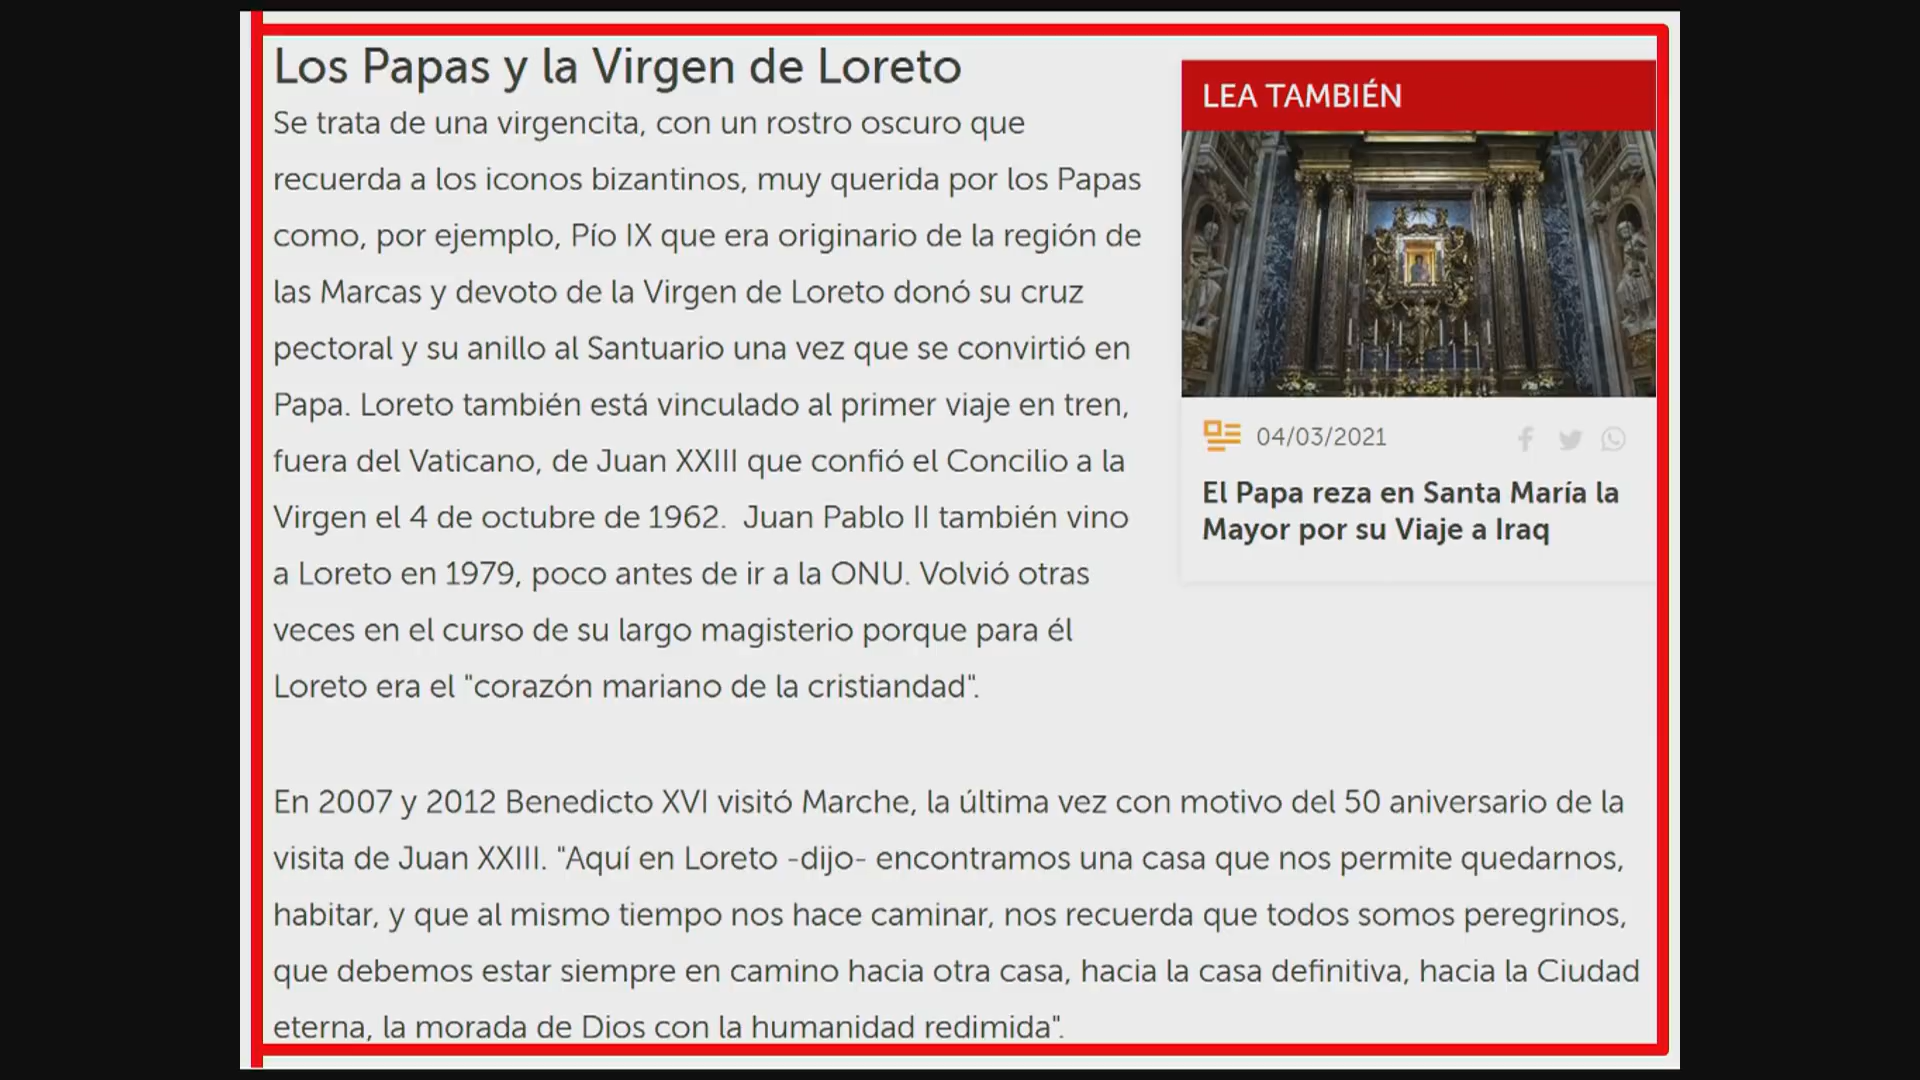 Los Papas y la Virgen de Loreto
Se trata de una virgencita, con un rostro oscuro que
recuerda a los iconos bizantinos, muy querida por los Papas
como, por ejemplo, Pío IX que era originario de la región de
las Marcas y devoto de la Virgen de Loreto donó su cruz
pectoral y su anillo al Santuario una vez que se convirtió en
Papa. Loreto también está vinculado al primer viaje en tren,
fuera del Vaticano, de Juan XXIII que confió el Concilio a la
Virgen el 4 de octubre de 1962.  Juan Pablo II también vino
a Loreto en 1979, poco antes de ir a la ONU. Volvió otras
veces en el curso de su largo magisterio porque para él
Loreto era el "corazón mariano de la cristiandad".
LEA TAMBIÉN
04/03/2021
El Papa reza en Santa María la
Mayor por su Viaje a Iraq
En 2007 y 2012 Benedicto XVI visitó Marche, la última vez con motivo del 50 aniversario de la
visita de Juan XXIII. "Aquí en Loreto -dijo- encontramos una casa que nos permite quedarnos,
habitar, y que al mismo tiempo nos hace caminar, nos recuerda que todos somos peregrinos,
que debemos estar siempre en camino hacia otra casa, hacia la casa definitiva, hacia la Ciudad
eterna, la morada de Dios con la humanidad redimida".